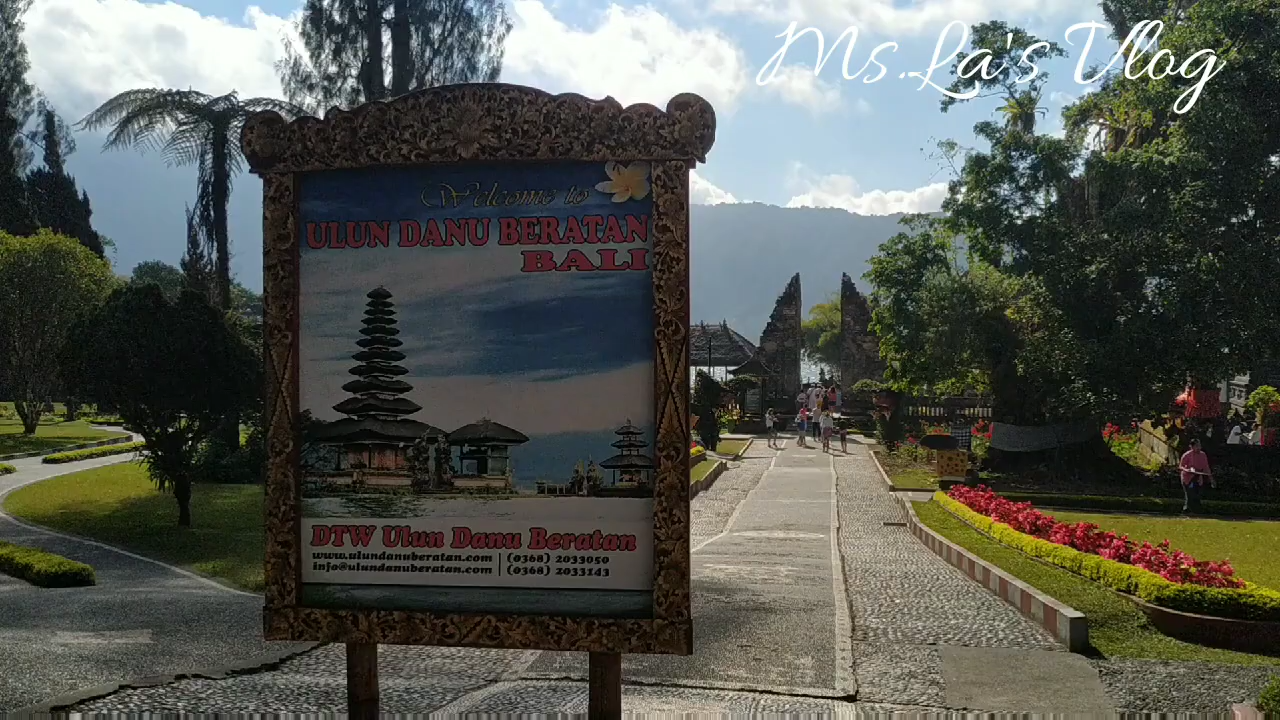 Ms.La's Vlog
Welcome to
ULUN DANU BERATAN
BALI
DTW Ulun Danu Beratan
www.ulundanuberatan.com | (0368) 2033050
info@ulundanuberatan.com | (0368) 2033143